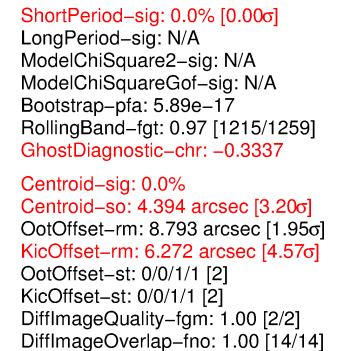 ShortPeriod−sig: 0.0% [0.00σ]
LongPeriod−sig: N/A
ModelChiSquare2−sig: N/A
ModelChiSquareGof−sig: N/A
Bootstrap−pfa: 5.89e−17
RollingBand−fgt: 0.97 [1215/1259]
GhostDiagnostic−chr: −0.3337
Centroid−sig: 0.0%
Centroid−so: 4.394 arcsec [3.20σ]
OotOffset−rm: 8.793 arcsec [1.95σ]
KicOffset−rm: 6.272 arcsec [4.57σ]
OotOffset−st: 0/0/1/1 [2]
KicOffset−st: 0/0/1/1 [2]
DiffImageQuality−fgm: 1.00 [2/2]
DiffImageOverlap−fno: 1.00 [14/14]